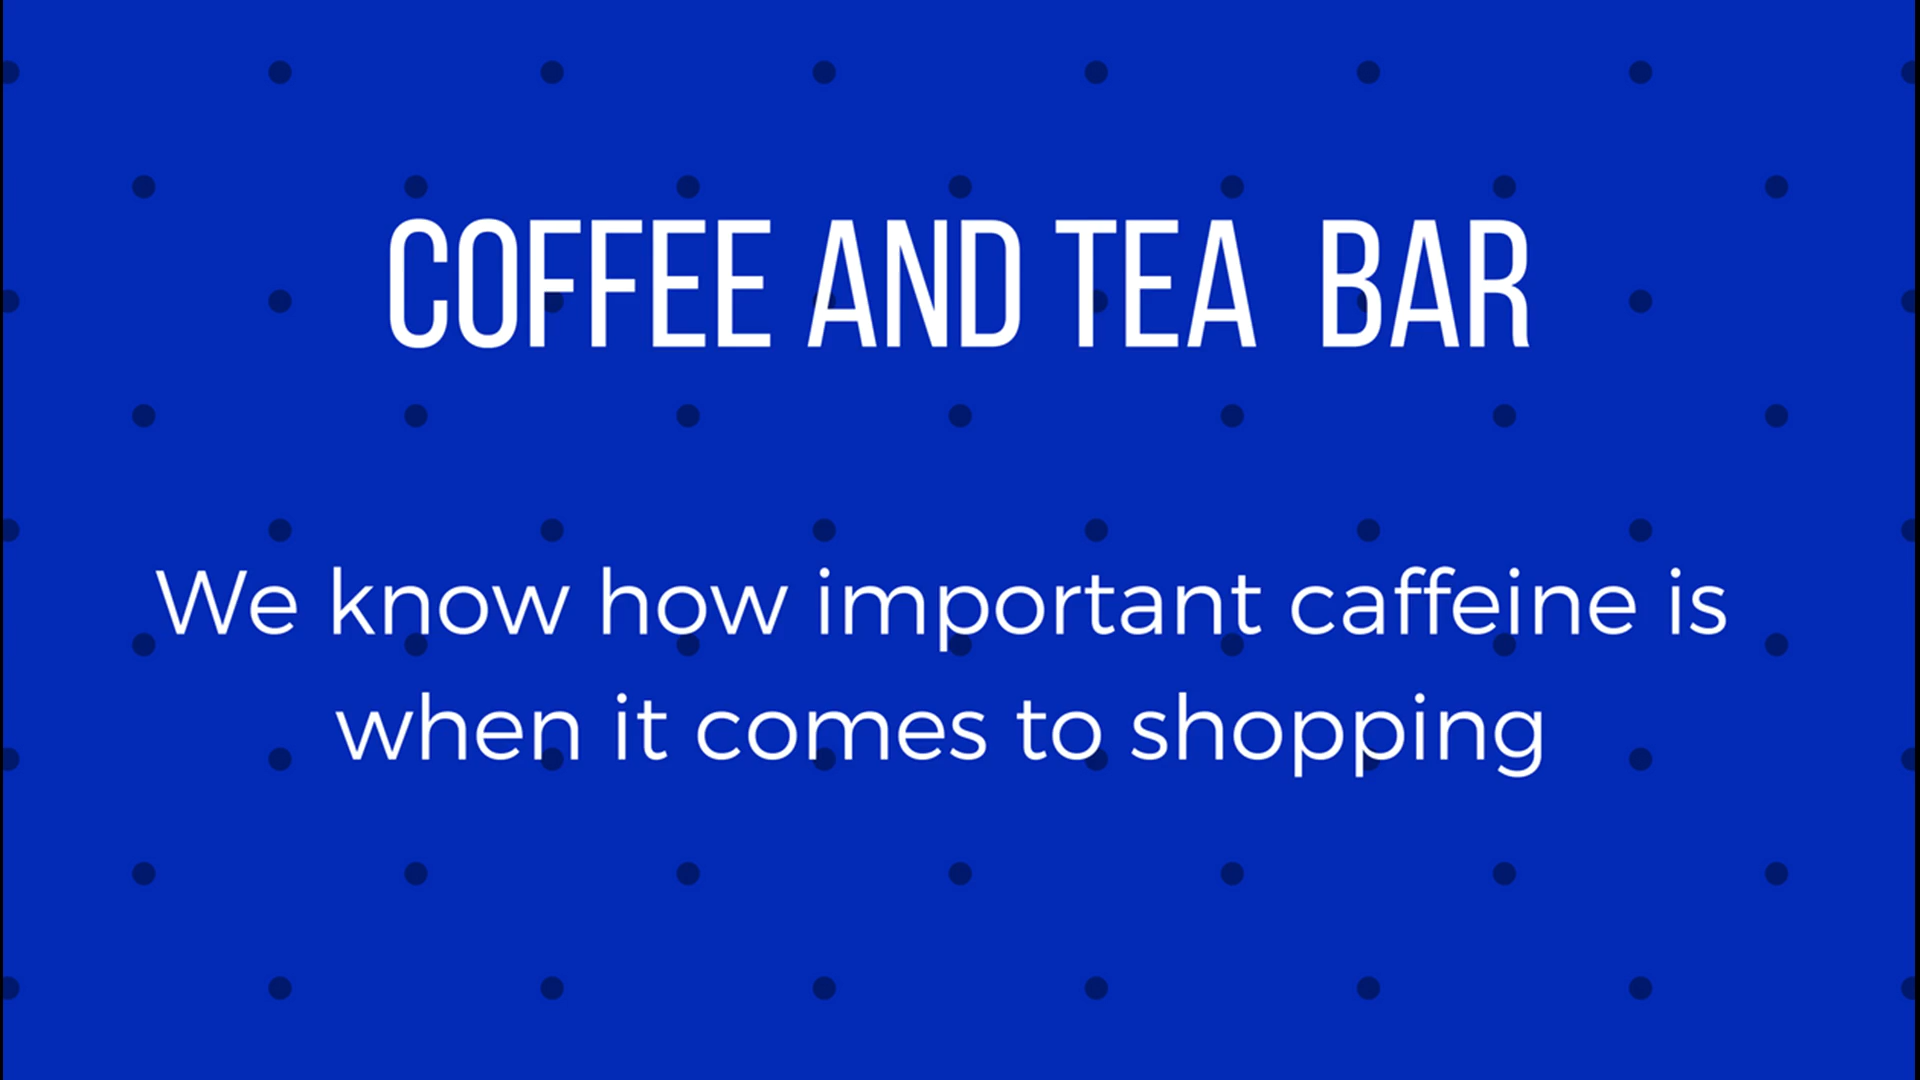 COFFEE AND TEA  BAR
We know how important caffeine is
when it comes to shopping